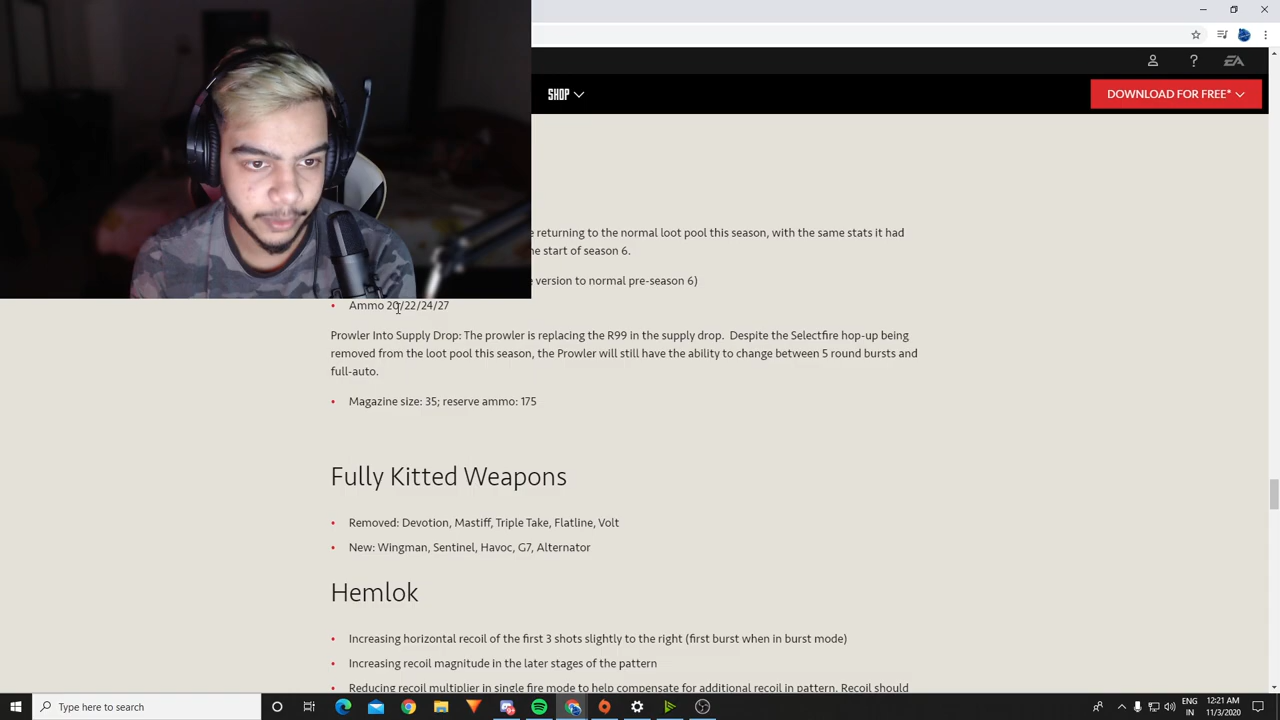 EA
SHOP
DOWNLOAD FOR FREE*
returning to the normal loot pool this season, with the same stats it had
start of season 6.
version to normal pre-season 6)
• Ammo 20/22/24/27
Prowler Into Supply Drop: The prowler is replacing the R99 in the supply drop. Despite the Selectfire hop-up being
removed from the loot pool this season, the Prowler will still have the ability to change between 5 round bursts and
full-auto.
• Magazine size: 35; reserve ammo: 175
Fully Kitted Weapons
• Removed: Devotion, Mastiff, Triple Take, Flatline, Volt
• New: Wingman, Sentinel, Havoc, G7, Alternator
Hemlok
• Increasing horizontal recoil of the first 3 shots slightly to the right (first burst when in burst mode)
• Increasing recoil magnitude in the later stages of the pattern
• Reducing recoil multiplier in single fire mode to help compensate for additional recoil in pattern. Recoil should
Type here to search
ENG
IN
12:21 AM
11/3/2020